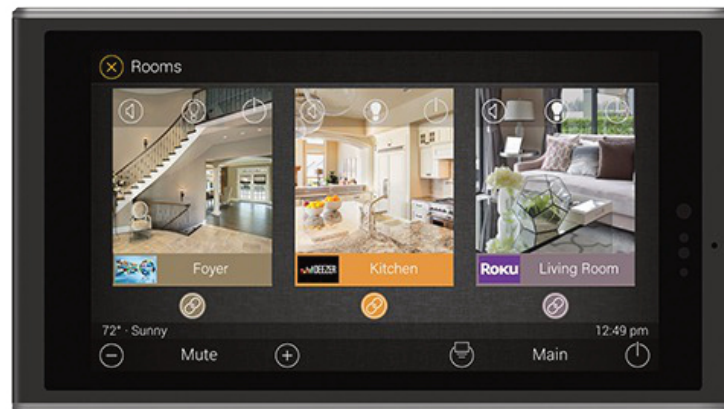 Rooms
Foyer
DEEZER Kitchen
ROKU Living Room
72° · Sunny 12:49 pm
Mute Main